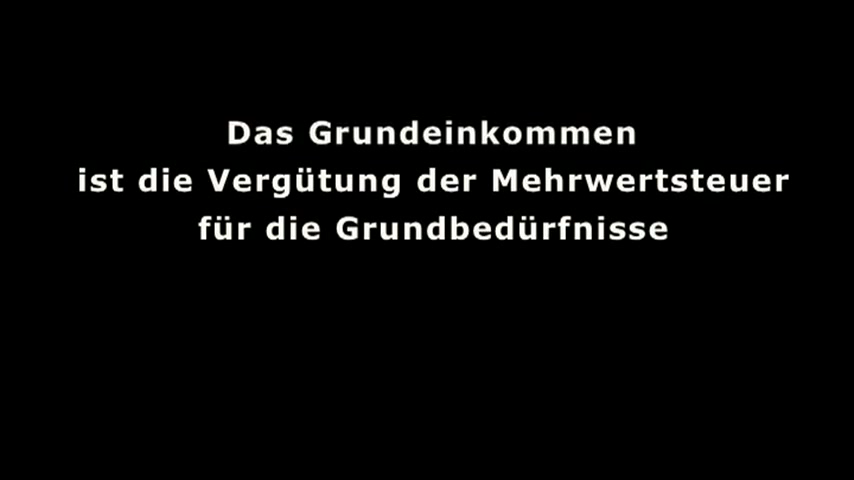 Das Grundeinkommen
ist die Vergütung der Mehrwertsteuer
für die Grundbedürfnisse